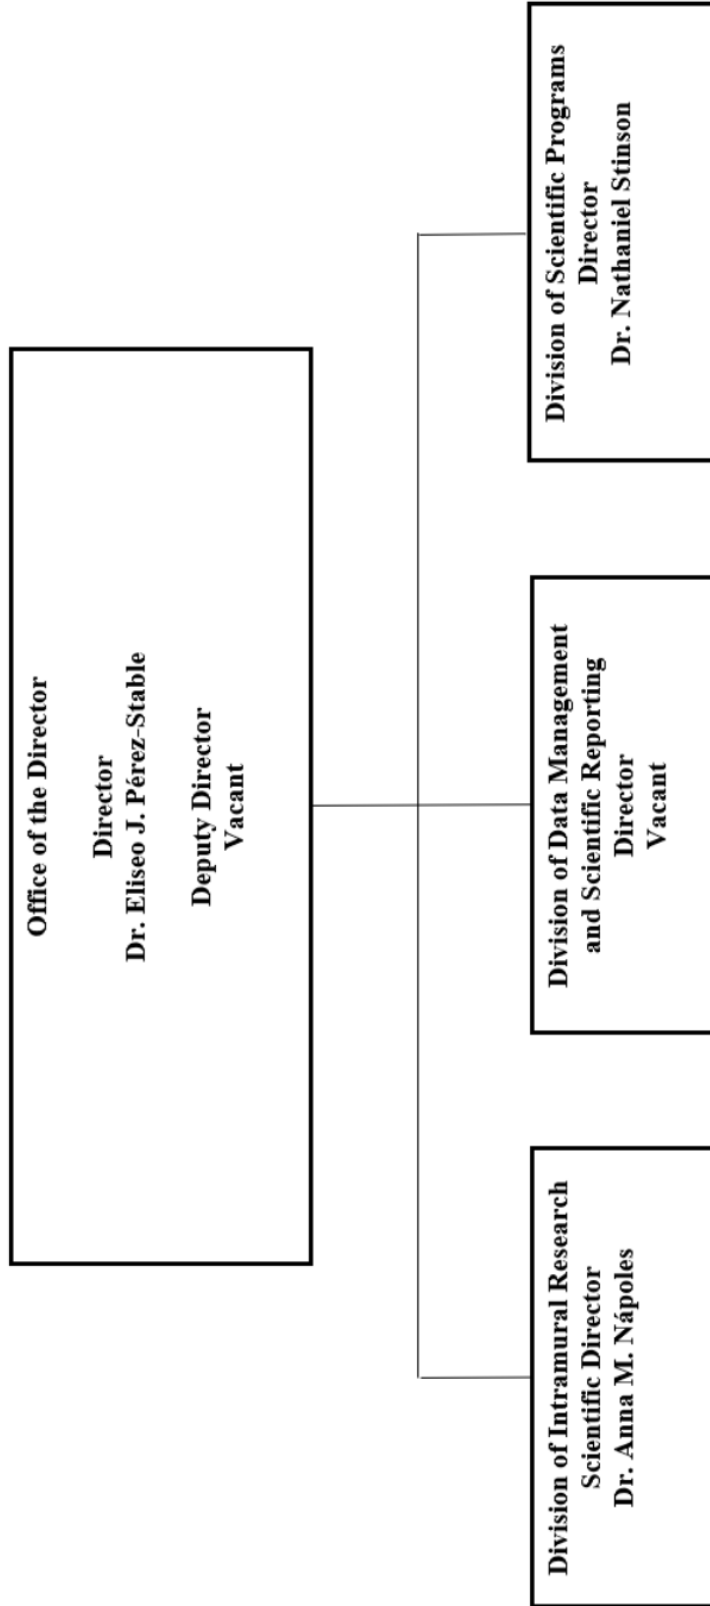 Office of the Director
Director
Dr. Eliseo J. Pérez-Stable
Deputy Director
Vacant
Division of Intramural Research
Scientific Director
Dr. Anna M. Nápoles
Division of Data Management
and Scientific Reporting
Director
Vacant
Division of Scientific Programs
Director
Dr. Nathaniel Stinson